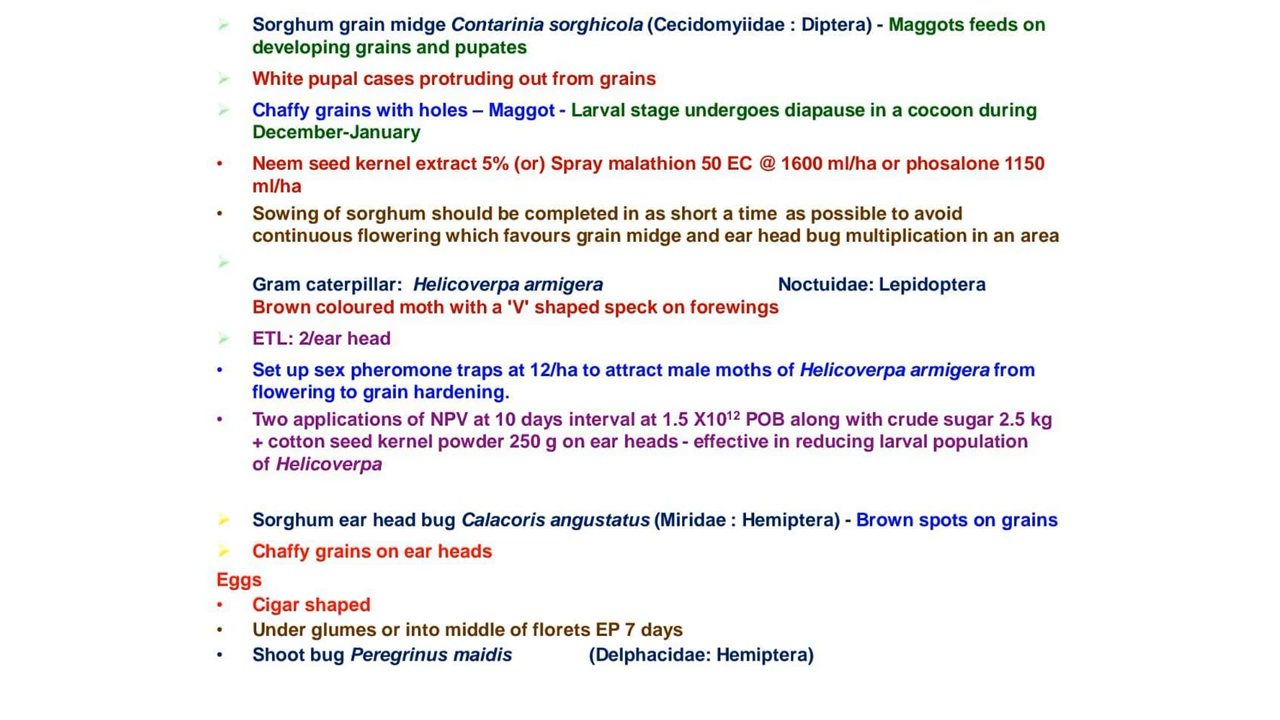 Sorghum grain midge Contarinia sorghicola (Cecidomyiidae : Diptera) - Maggots feeds on
developing grains and pupates
White pupal cases protruding out from grains
Chaffy grains with holes – Maggot - Larval stage undergoes diapause in a cocoon during
December-January
Neem seed kernel extract 5% (or) Spray malathion 50 EC @ 1600 ml/ha or phosalone 1150
ml/ha
Sowing of sorghum should be completed in as short a time as possible to avoid
continuous flowering which favours grain midge and ear head bug multiplication in an area
Gram caterpillar: Helicoverpa armigera Noctuidae: Lepidoptera
Brown coloured moth with a 'V' shaped speck on forewings
ETL: 2/ear head
Set up sex pheromone traps at 12/ha to attract male moths of Helicoverpa armigera from
flowering to grain hardening.
Two applications of NPV at 10 days interval at 1.5 X10¹² POB along with crude sugar 2.5 kg
+ cotton seed kernel powder 250 g on ear heads - effective in reducing larval population
of Helicoverpa
Sorghum ear head bug Calacoris angustatus (Miridae : Hemiptera) - Brown spots on grains
Chaffy grains on ear heads
Eggs
Cigar shaped
Under glumes or into middle of florets EP 7 days
Shoot bug Peregrinus maidis (Delphacidae: Hemiptera)